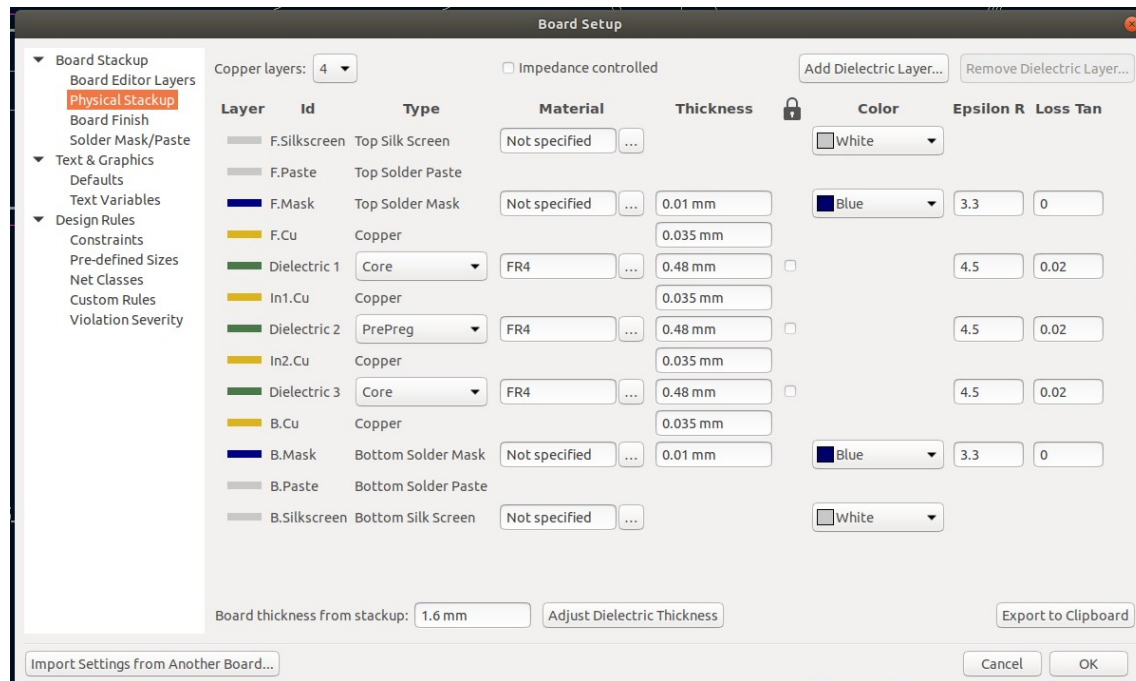 Board Setup
Board Stackup
Board Editor Layers
Physical Stackup
Board Finish
Solder Mask/Paste
Text & Graphics
Defaults
Text Variables
Design Rules
Constraints
Pre-defined Sizes
Net Classes
Custom Rules
Violation Severity
Copper layers: 4 Impedance controlled Add Dielectric Layer... Remove Dielectric Layer...
Layer Id Type Material Thickness Color Epsilon R Loss Tan
F.Silkscreen Top Silk Screen Not specified ... White
F.Paste Top Solder Paste
F.Mask Top Solder Mask Not specified ... 0.01 mm Blue 3.3 0
F.Cu Copper 0.035 mm
Dielectric 1 Core FR4 ... 0.48 mm 4.5 0.02
In1.Cu Copper 0.035 mm
Dielectric 2 PrePreg FR4 ... 0.48 mm 4.5 0.02
In2.Cu Copper 0.035 mm
Dielectric 3 Core FR4 ... 0.48 mm 4.5 0.02
B.Cu Copper 0.035 mm
B.Mask Bottom Solder Mask Not specified ... 0.01 mm Blue 3.3 0
B.Paste Bottom Solder Paste
B.Silkscreen Bottom Silk Screen Not specified ... White
Board thickness from stackup: 1.6 mm Adjust Dielectric Thickness Export to Clipboard
Import Settings from Another Board... Cancel OK